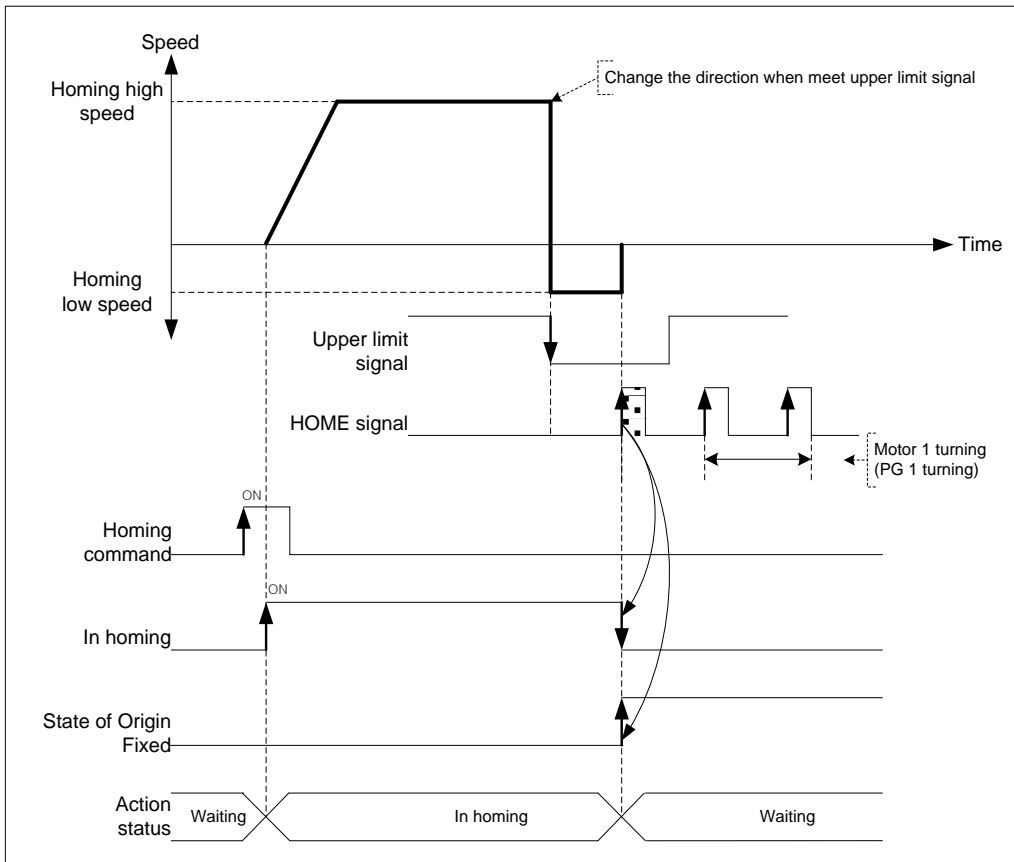 Speed
Homing high
speed
Change the direction when meet upper limit signal
Time
Homing
low speed
Upper limit
signal
HOME signal
Motor 1 turning
(PG 1 turning)
ON
Homing
command
ON
In homing
State of Origin
Fixed
Action
status
Waiting
In homing
Waiting